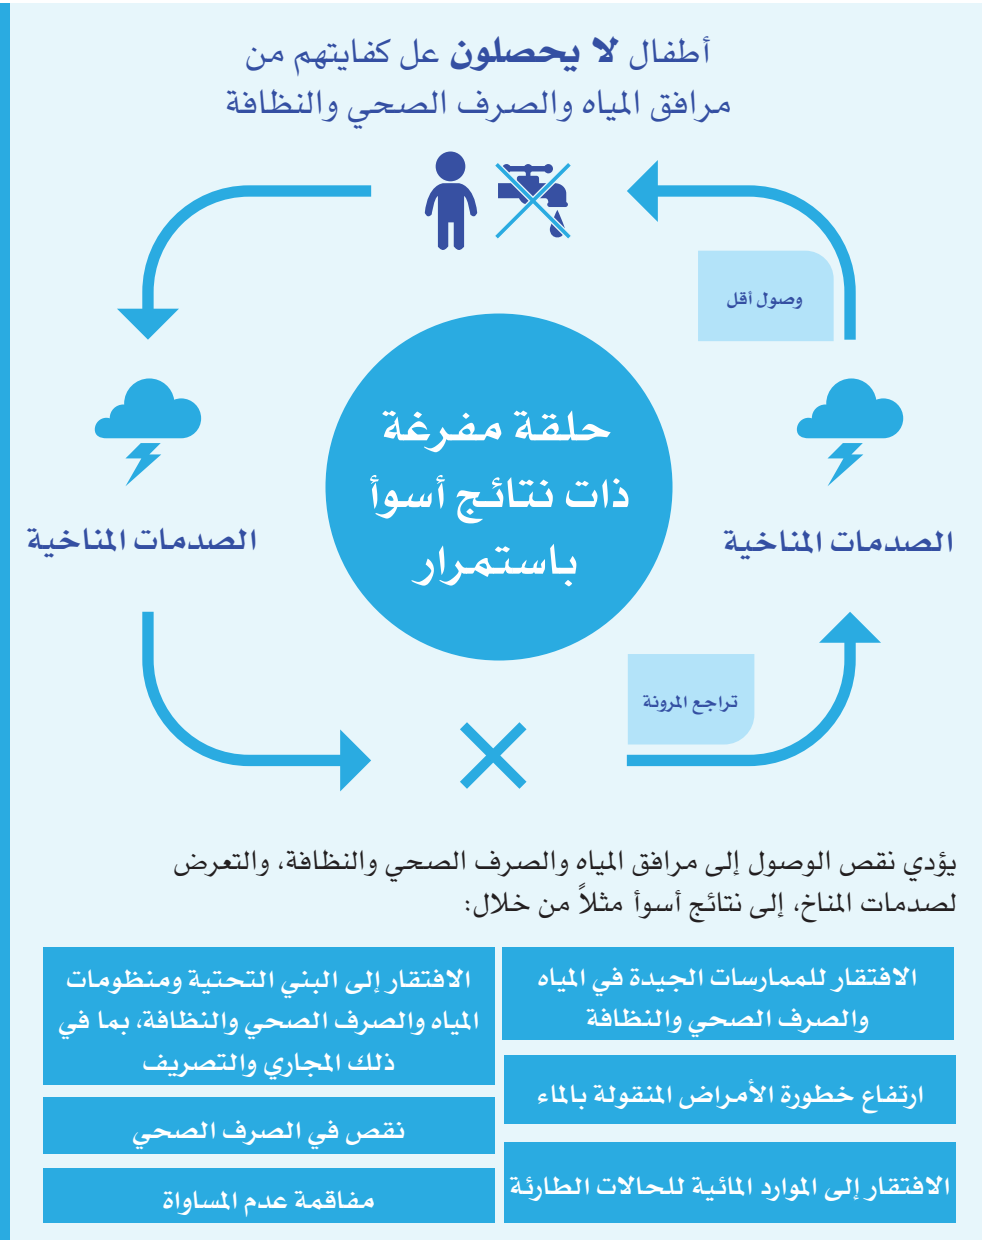 أطفال لا يحصلون عل كفايتهم من
مرافق المياه والصرف الصحي والنظافة
وصول أقل
حلقة مفرغة
ذات نتائج أسوأ
باستمرار
الصدمات المناخية
الصدمات المناخية
تراجع المرونة
يؤدي نقص الوصول إلى مرافق المياه والصرف الصحي والنظافة، والتعرض
لصدمات المناخ، إلى نتائج أسوأ مثلاً من خلال:
الافتقار للممارسات الجيدة في المياه
والصرف الصحي والنظافة
ارتفاع خطورة الأمراض المنقولة بالماء
الافتقار إلى الموارد المائية للحالات الطارئة
الافتقار إلى البني التحتية ومنظومات
المياه والصرف الصحي والنظافة، بما في
ذلك المجاري والتصريف
نقص في الصرف الصحي
مفاقمة عدم المساواة